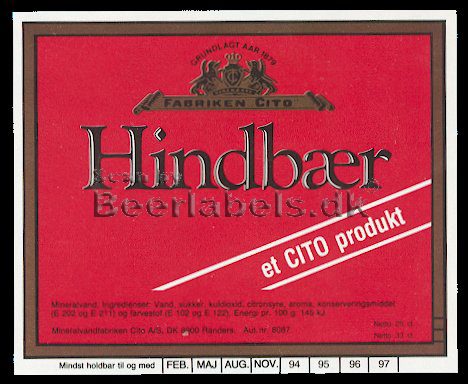 GRUNDLAGT AAR 1879
FABRIKEN CITO
Hindbær
Scan by
Beerlabels.dk
et CITO produkt
Mineralvand, Ingredienser: Vand, sukker, kuldioxid, citronsyre, aroma, konserveringsmiddel
(E 202 og E 211) og farvestof (E 102 og E 122). Energi pr. 100 g: 145 kJ.
Mineralvandfabriken Cito A/S, DK 8900 Randers. Aut. nr. 8087.
Netto 25 cl.
Netto 33 cl.
Mindst holdbar til og med FEB. MAJ AUG. NOV. 94 95 96 97